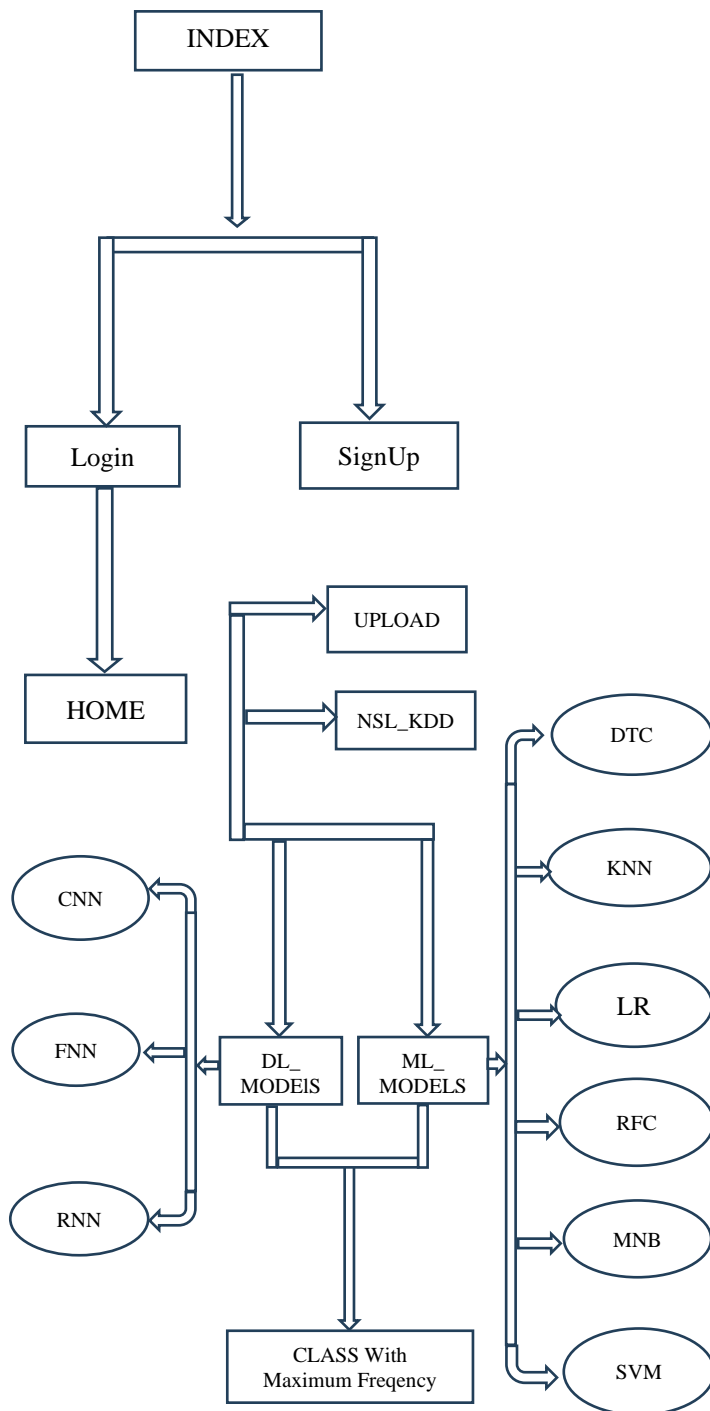 INDEX
Login
SignUp
UPLOAD
HOME
NSL_KDD
DTC
KNN
CNN
LR
FNN
DL_
MODElS
ML_
MODELS
RFC
RNN
MNB
CLASS With
Maximum Freqency
SVM